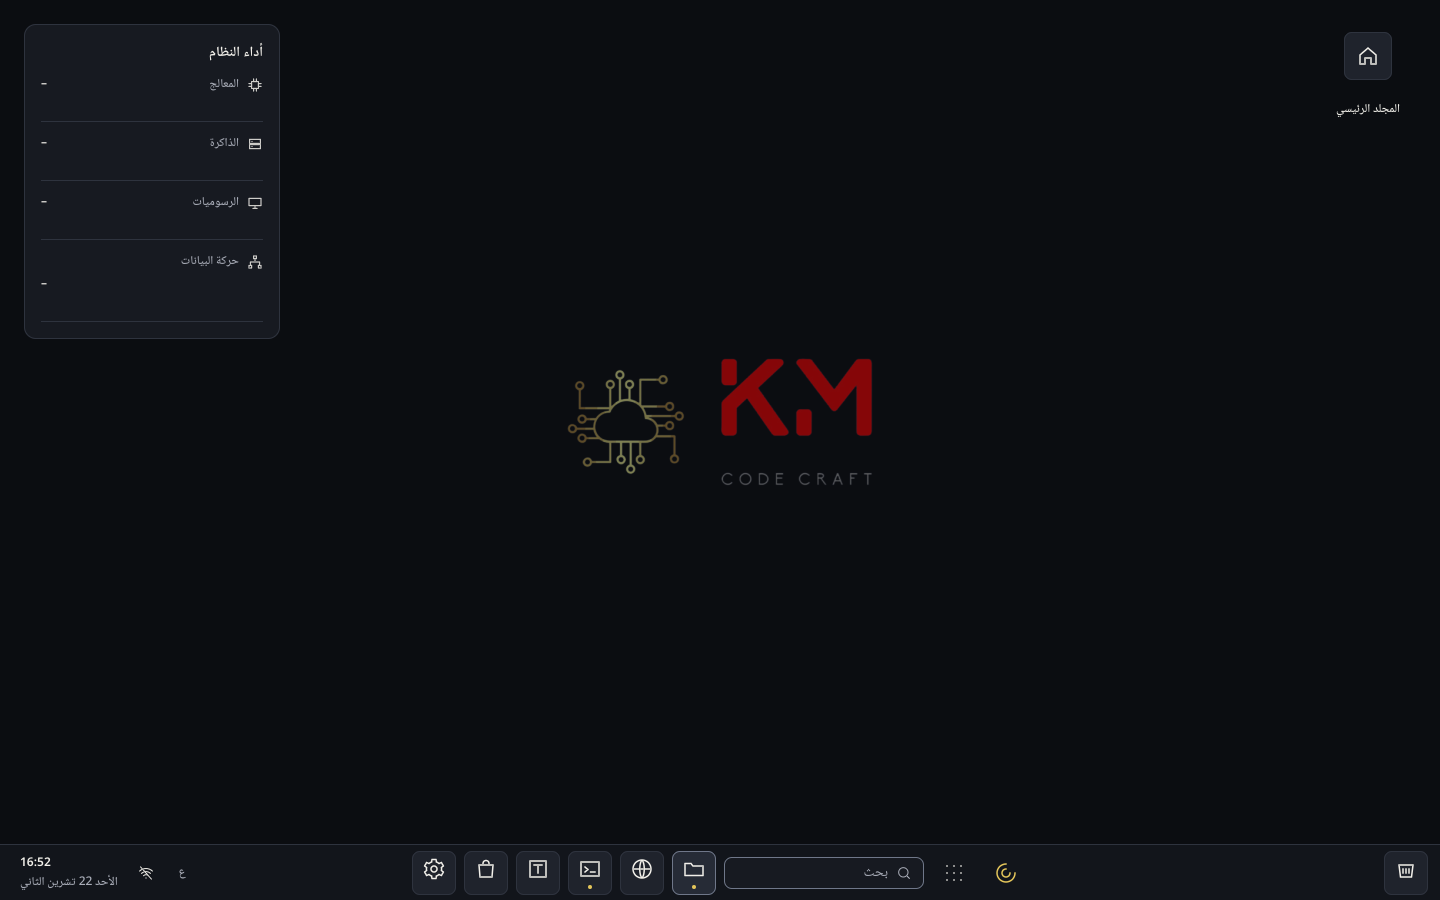 أداء النظام
المعالج
–
الذاكرة
–
الرسوميات
–
حركة البيانات
–
المجلد الرئيسي
KM
CODE CRAFT
بحث
ع
16:52
الأحد 22 تشرين الثاني